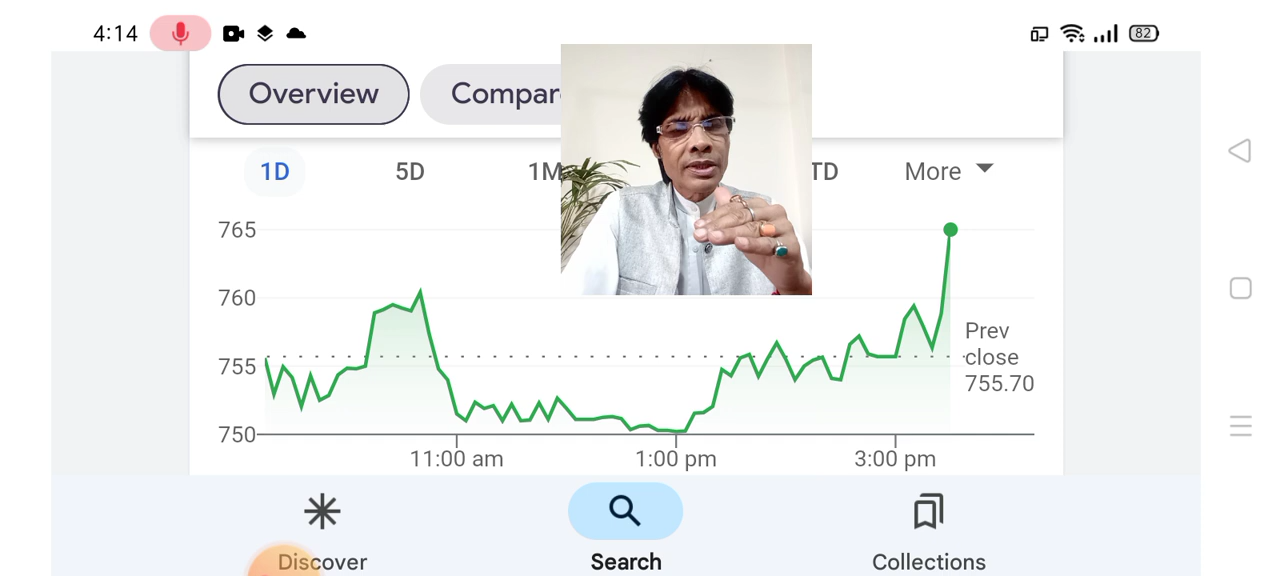 4:14
82
Overview
Compar
1D
5D
1M
TD
More
765
760
755
750
Prev
close
755.70
11:00 am
1:00 pm
3:00 pm
Discover
Search
Collections